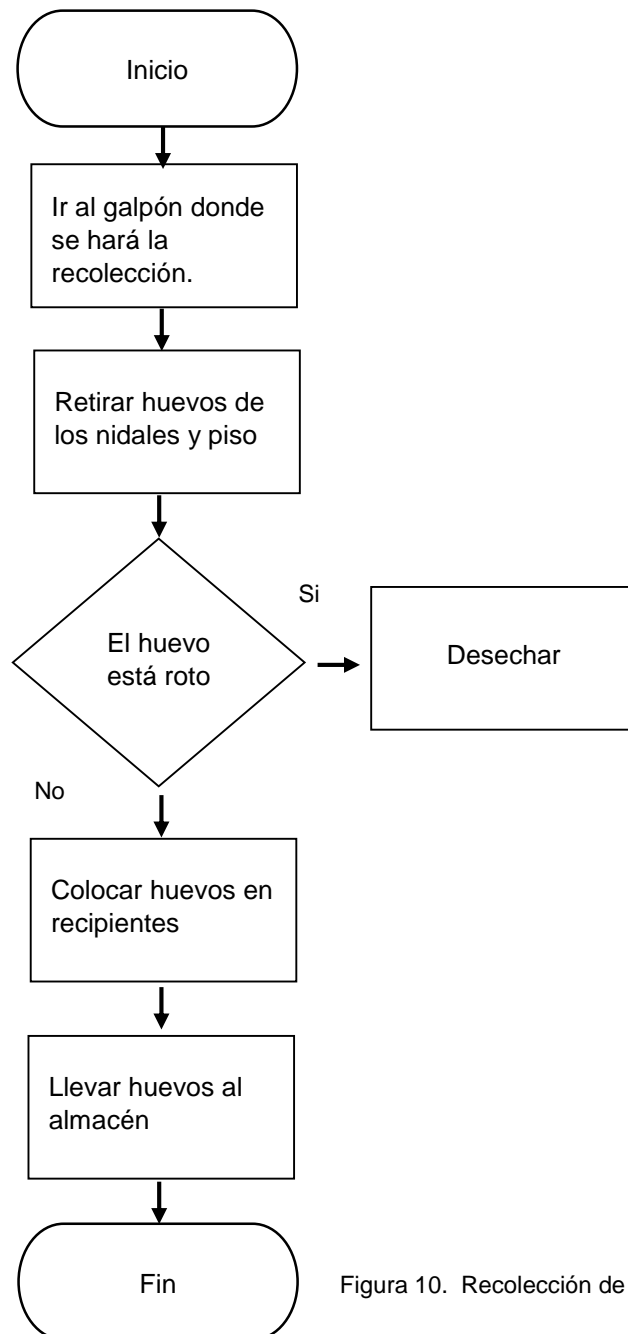 Inicio
Ir al galpón donde
se hará la
recolección.
Retirar huevos de
los nidales y piso
Si
El huevo
está roto
Desechar
No
Colocar huevos en
recipientes
Llevar huevos al
almacén
Fin
Figura 10. Recolección de